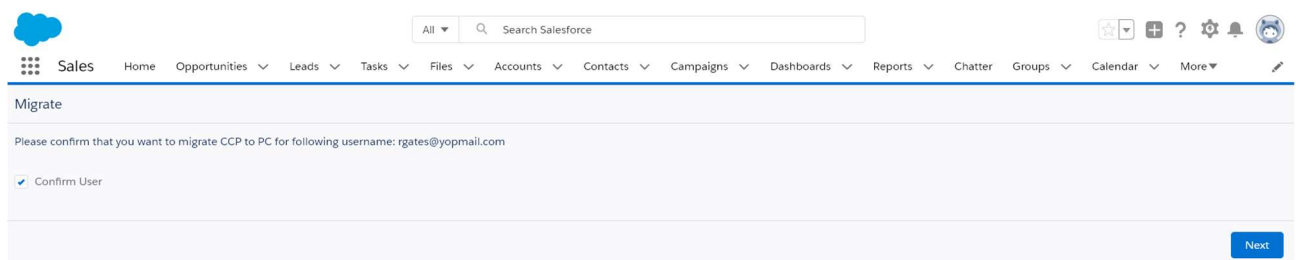 All Search Salesforce ?
Sales Home Opportunities Leads Tasks Files Accounts Contacts Campaigns Dashboards Reports Chatter Groups Calendar More
Migrate
Please confirm that you want to migrate CCP to PC for following username: rgates@yopmail.com
Confirm User
Next